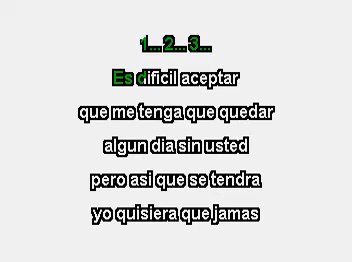 1... 2... 3...
Es dificil aceptar
que me tenga que quedar
algun dia sin usted
pero asi que se tendra
yo quisiera que jamas